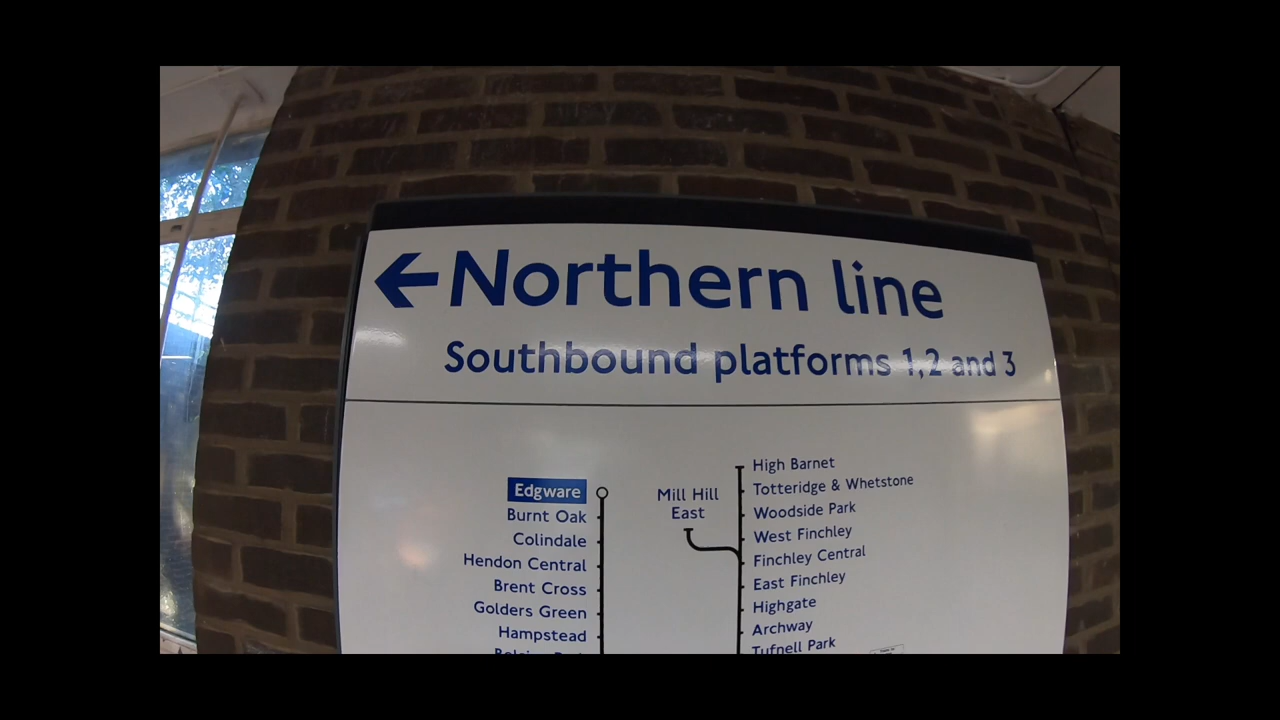 Northern line
Southbound platforms 1,2 and 3
Edgware
Burnt Oak
Colindale
Hendon Central
Brent Cross
Golders Green
Hampstead
Mill Hill
East
High Barnet
Totteridge & Whetstone
Woodside Park
West Finchley
Finchley Central
East Finchley
Highgate
Archway
Tufnell Park